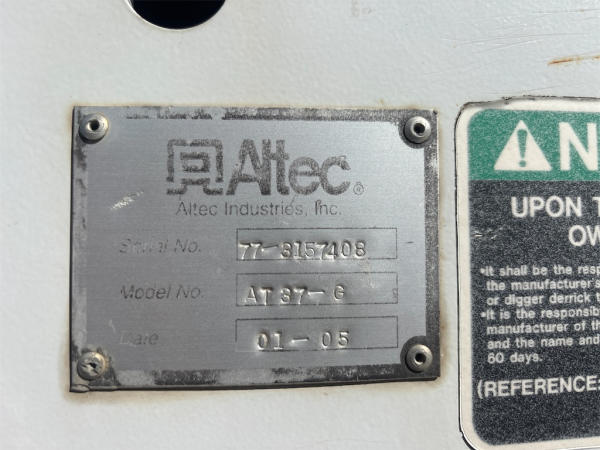 Altec®
Altec Industries, Inc.
Serial No. 77-3157408
Model No. AT 37-G
Date 01-05
N
UPON T
OW
•It shall be the resp
the manufacturer's
or digger derrick t
•It is the responsib
manufacturer of th
and the name and
60 days.
(REFERENCE: